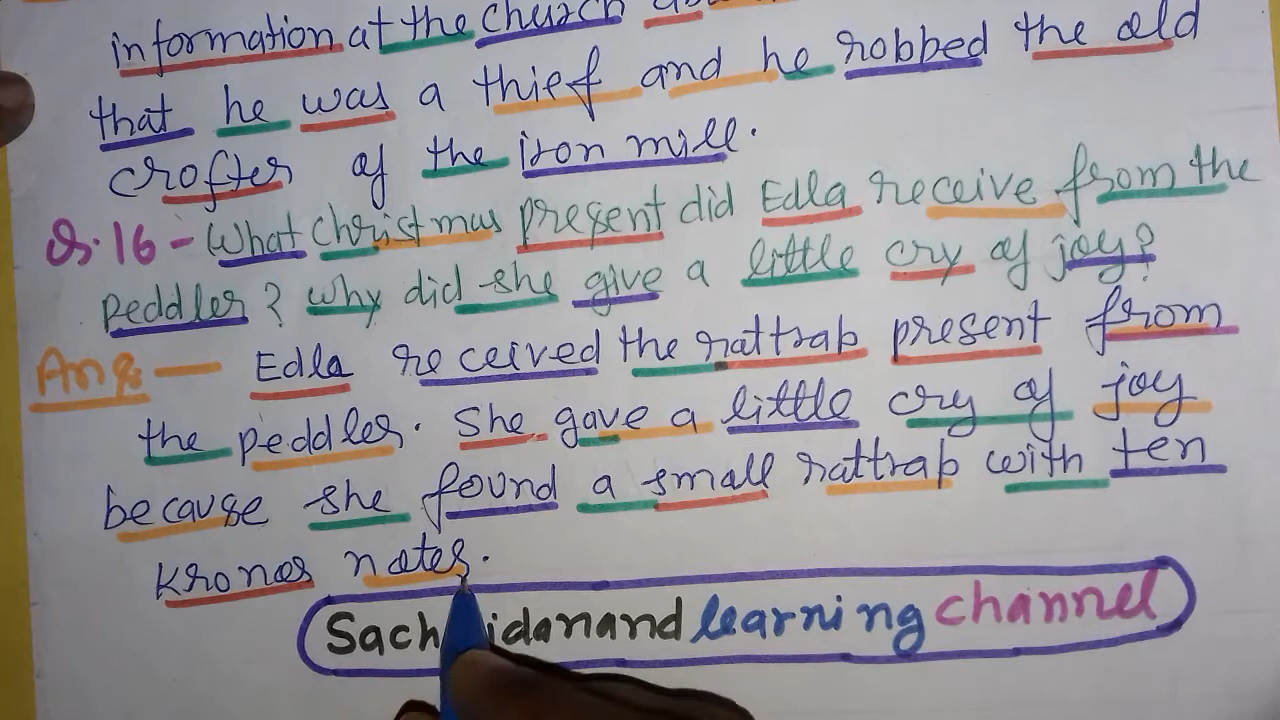 information at the church
that he was a thief and he robbed the old
crofter of the iron mill.
Q.16 - What Christmas present did Edla receive from the
peddler? Why did she give a little cry of joy?
Ans - Edla received the rattrap present from
the peddler. She gave a little cry of joy
because she found a small rattrap with ten
kronor notes.
learning channel